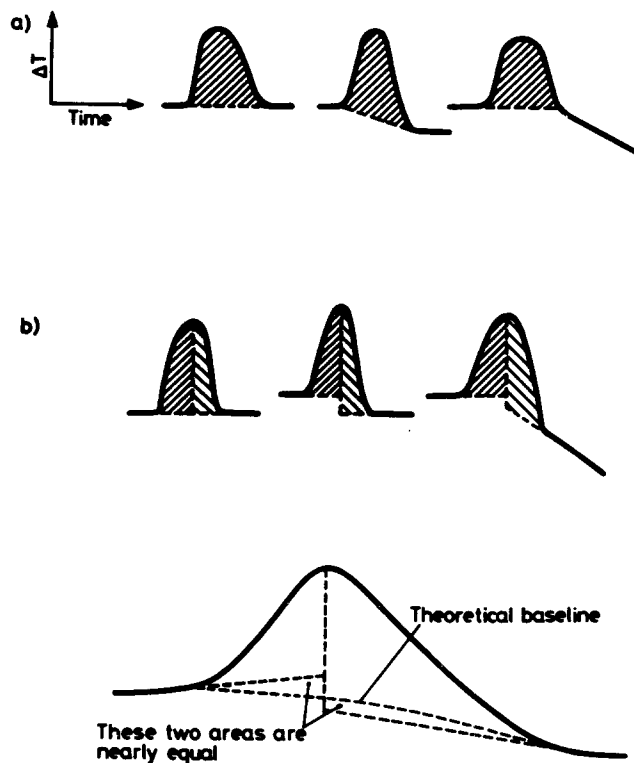 a)
ΔT
Time
b)
Theoretical baseline
These two areas are
nearly equal